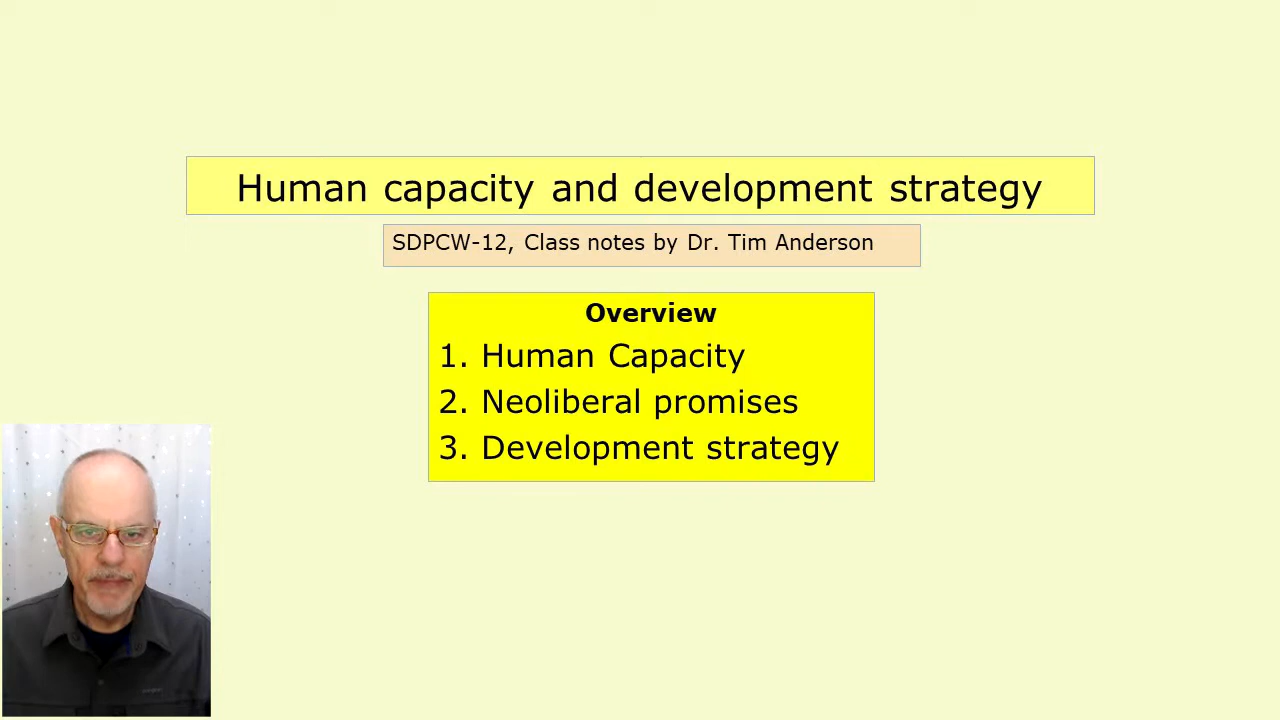 Human capacity and development strategy
SDPCW-12, Class notes by Dr. Tim Anderson
Overview
1. Human Capacity
2. Neoliberal promises
3. Development strategy